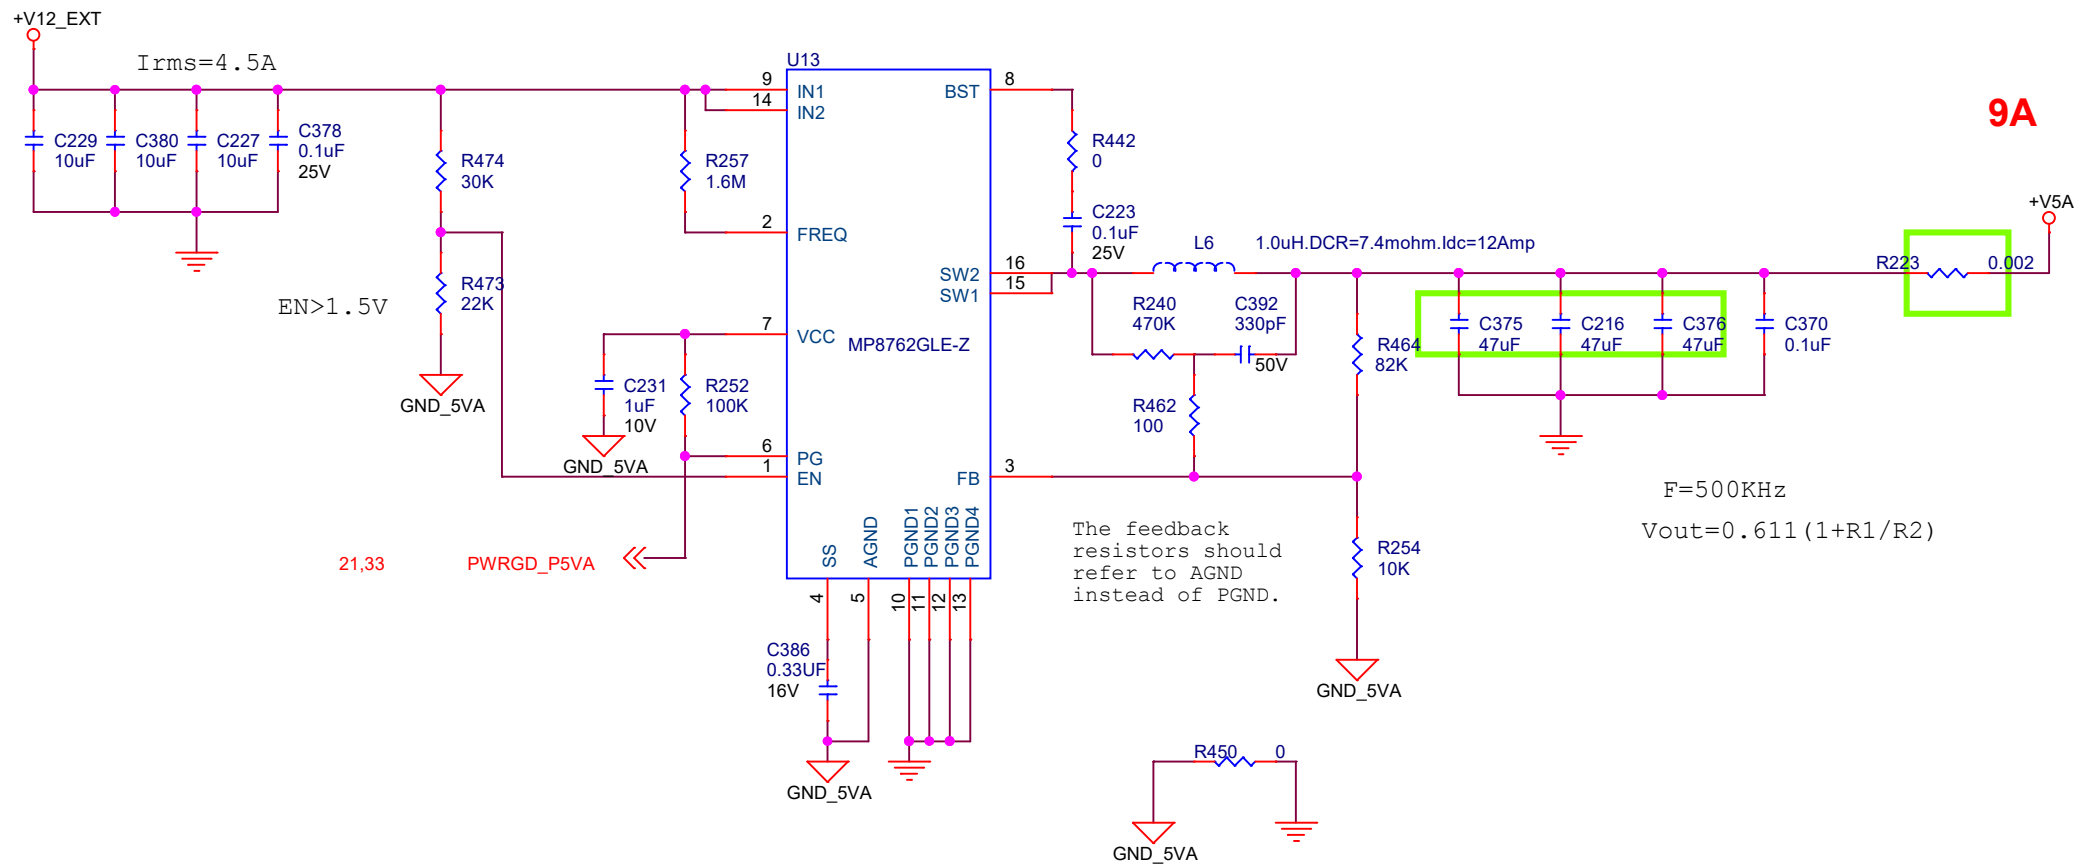 +V12_EXT
Irms=4.5A
C229
10uF
C380
10uF
C227
10uF
C378
0.1uF
25V
R474
30K
R473
22K
EN>1.5V
GND_5VA
R257
1.6M
C231
1uF
10V
GND_5VA
R252
100K
21,33
PWRGD_P5VA
U13
9
IN1
14
IN2
2
FREQ
7
VCC
6
PG
1
EN
MP8762GLE-Z
BST
8
SW2
16
SW1
15
FB
3
SS
AGND
PGND1
PGND2
PGND3
PGND4
4
5
10
11
12
13
C386
0.33UF
16V
GND_5VA
R442
0
C223
0.1uF
25V
L6
1.0uH.DCR=7.4mohm.Idc=12Amp
R240
470K
C392
330pF
50V
R462
100
R464
82K
R254
10K
GND_5VA
The feedback
resistors should
refer to AGND
instead of PGND.
C375
47uF
C216
47uF
C376
47uF
C370
0.1uF
R223
0.002
+V5A
9A
F=500KHz
Vout=0.611(1+R1/R2)
R450
0
GND_5VA